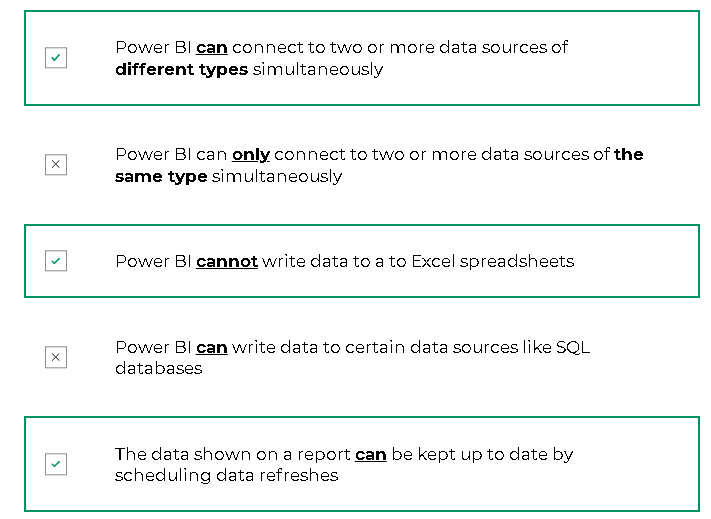 Power BI can connect to two or more data sources of
different types simultaneously
Power BI can only connect to two or more data sources of the
same type simultaneously
Power BI cannot write data to a to Excel spreadsheets
Power BI can write data to certain data sources like SQL
databases
The data shown on a report can be kept up to date by
scheduling data refreshes